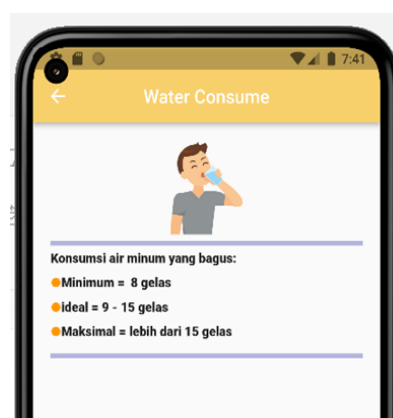 7:41
Water Consume
Konsumsi air minum yang bagus:
Minimum = 8 gelas
ideal = 9 - 15 gelas
Maksimal = lebih dari 15 gelas